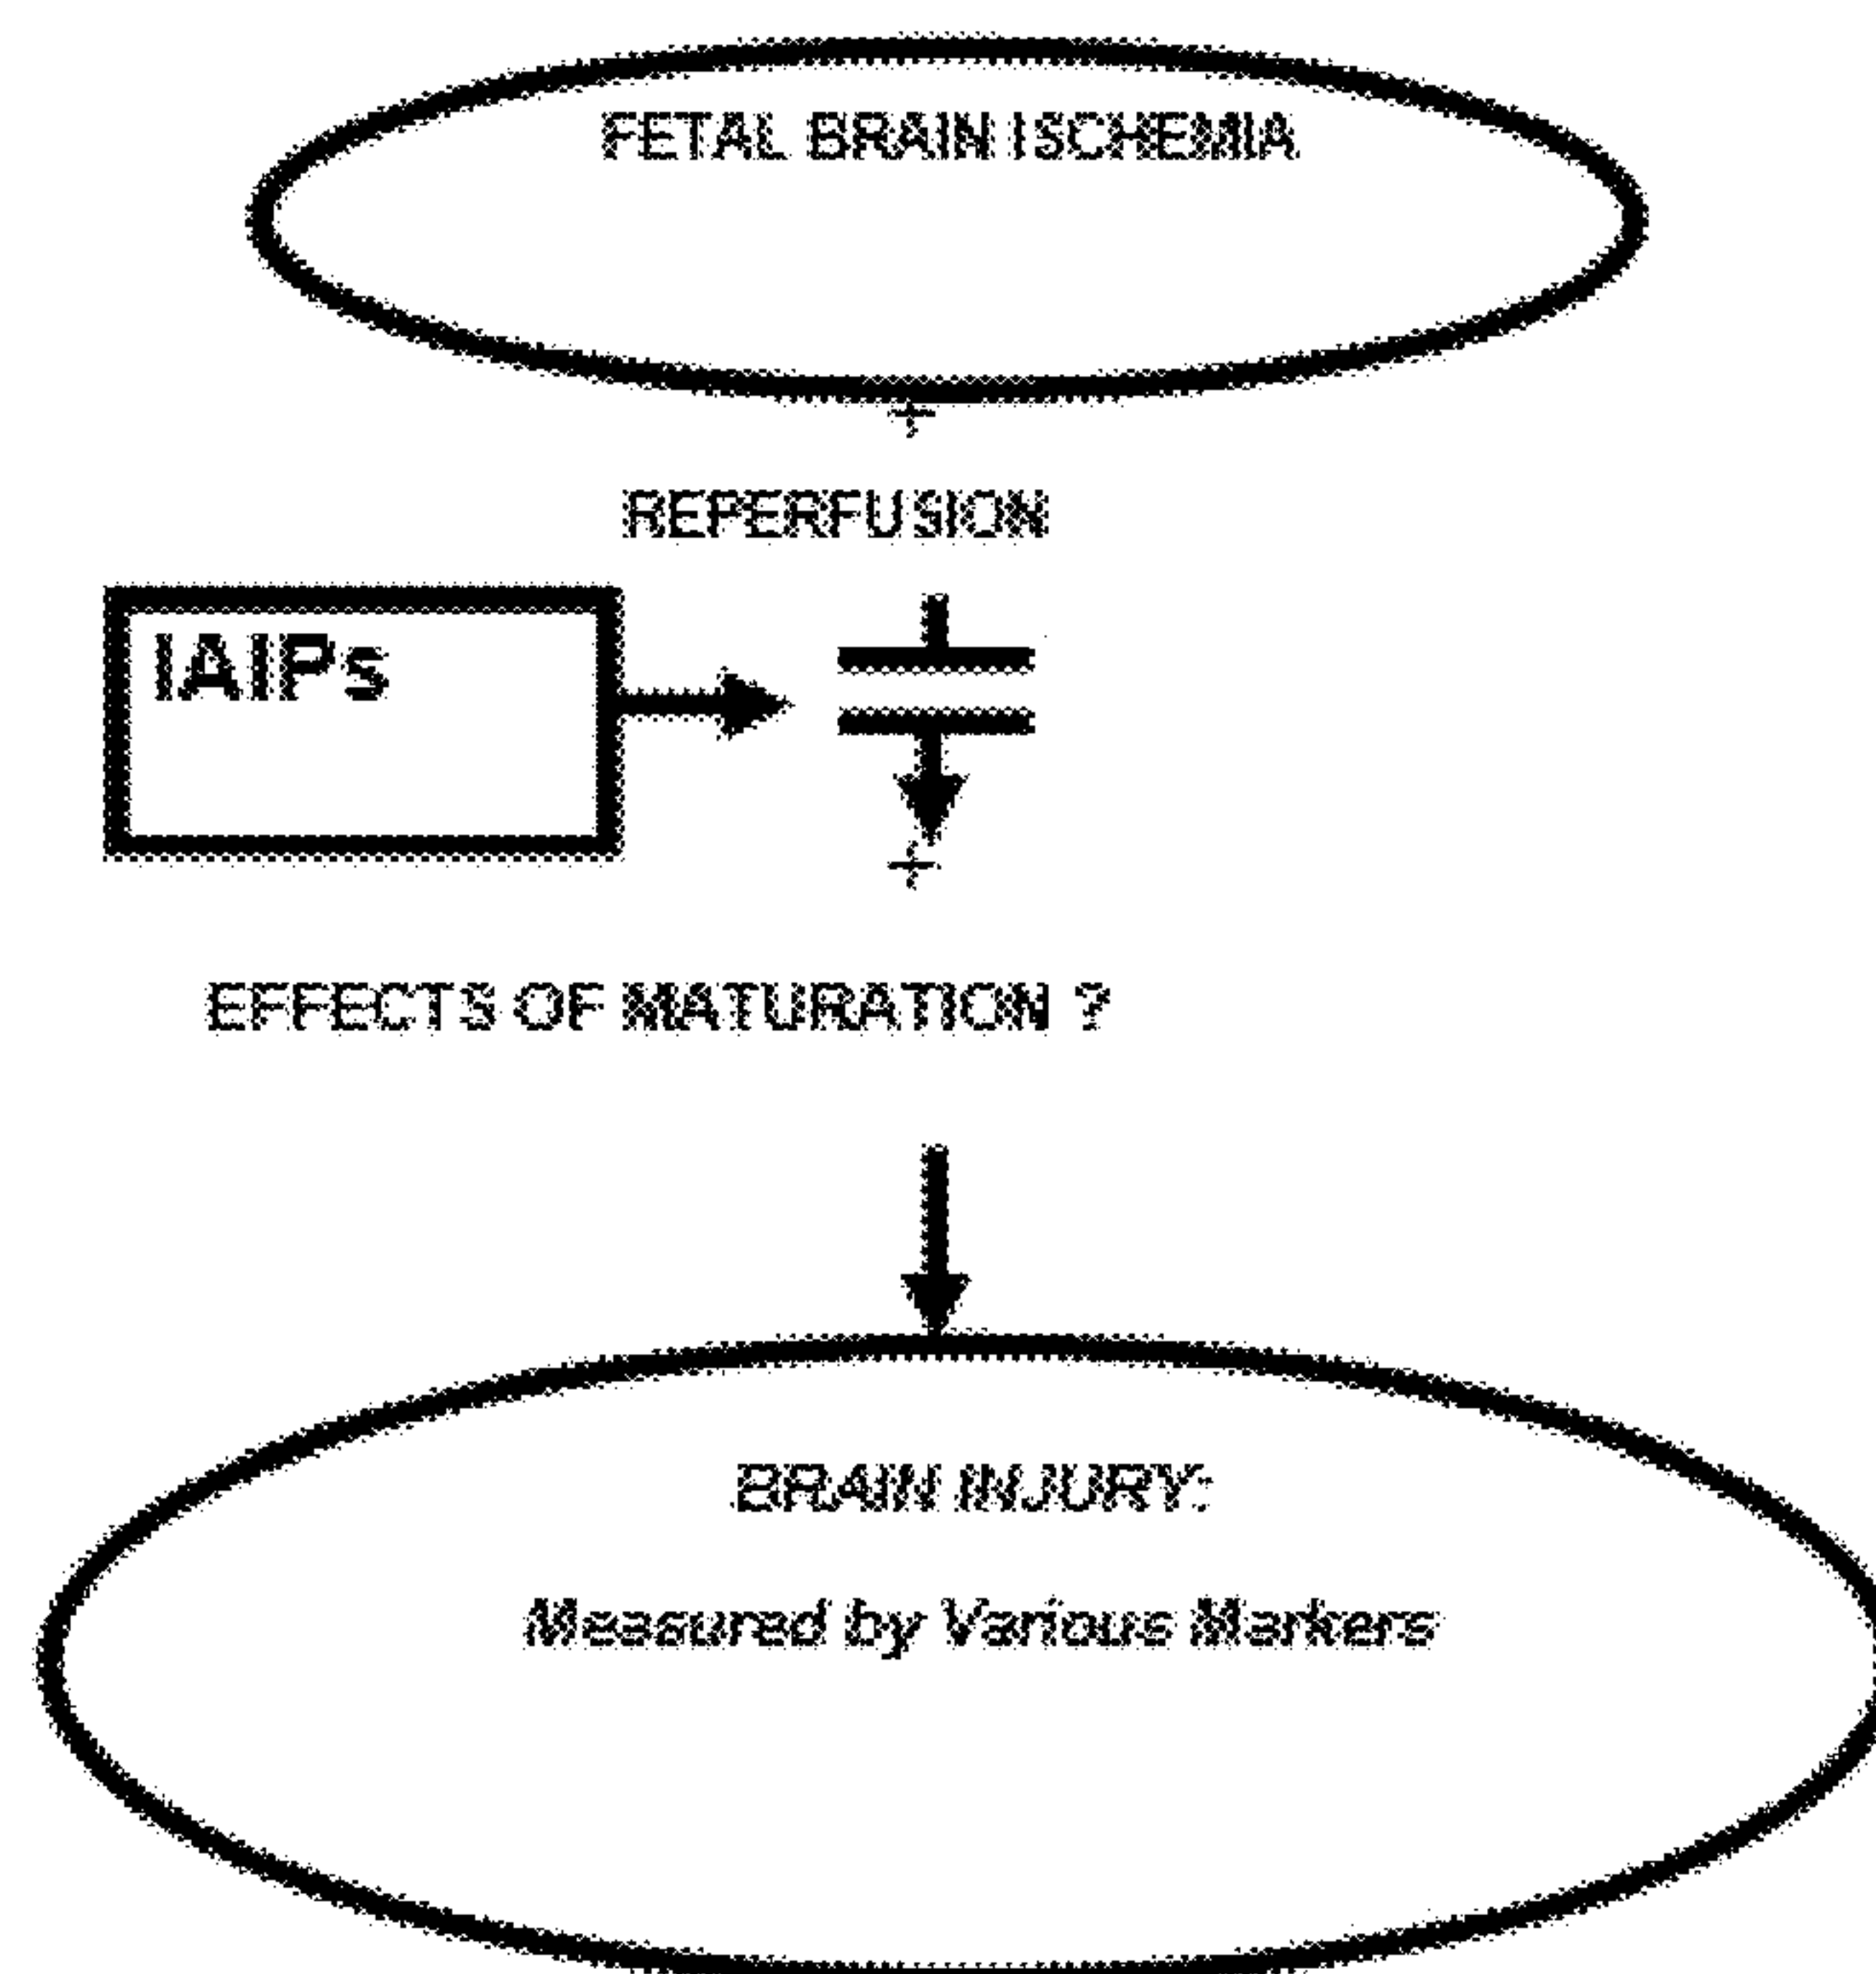 FETAL BRAIN ISCHEMIA
+
REPERFUSION
IAIPs
+
EFFECTS OF MATURATION ?
BRAIN INJURY:
Measured by Various Markers